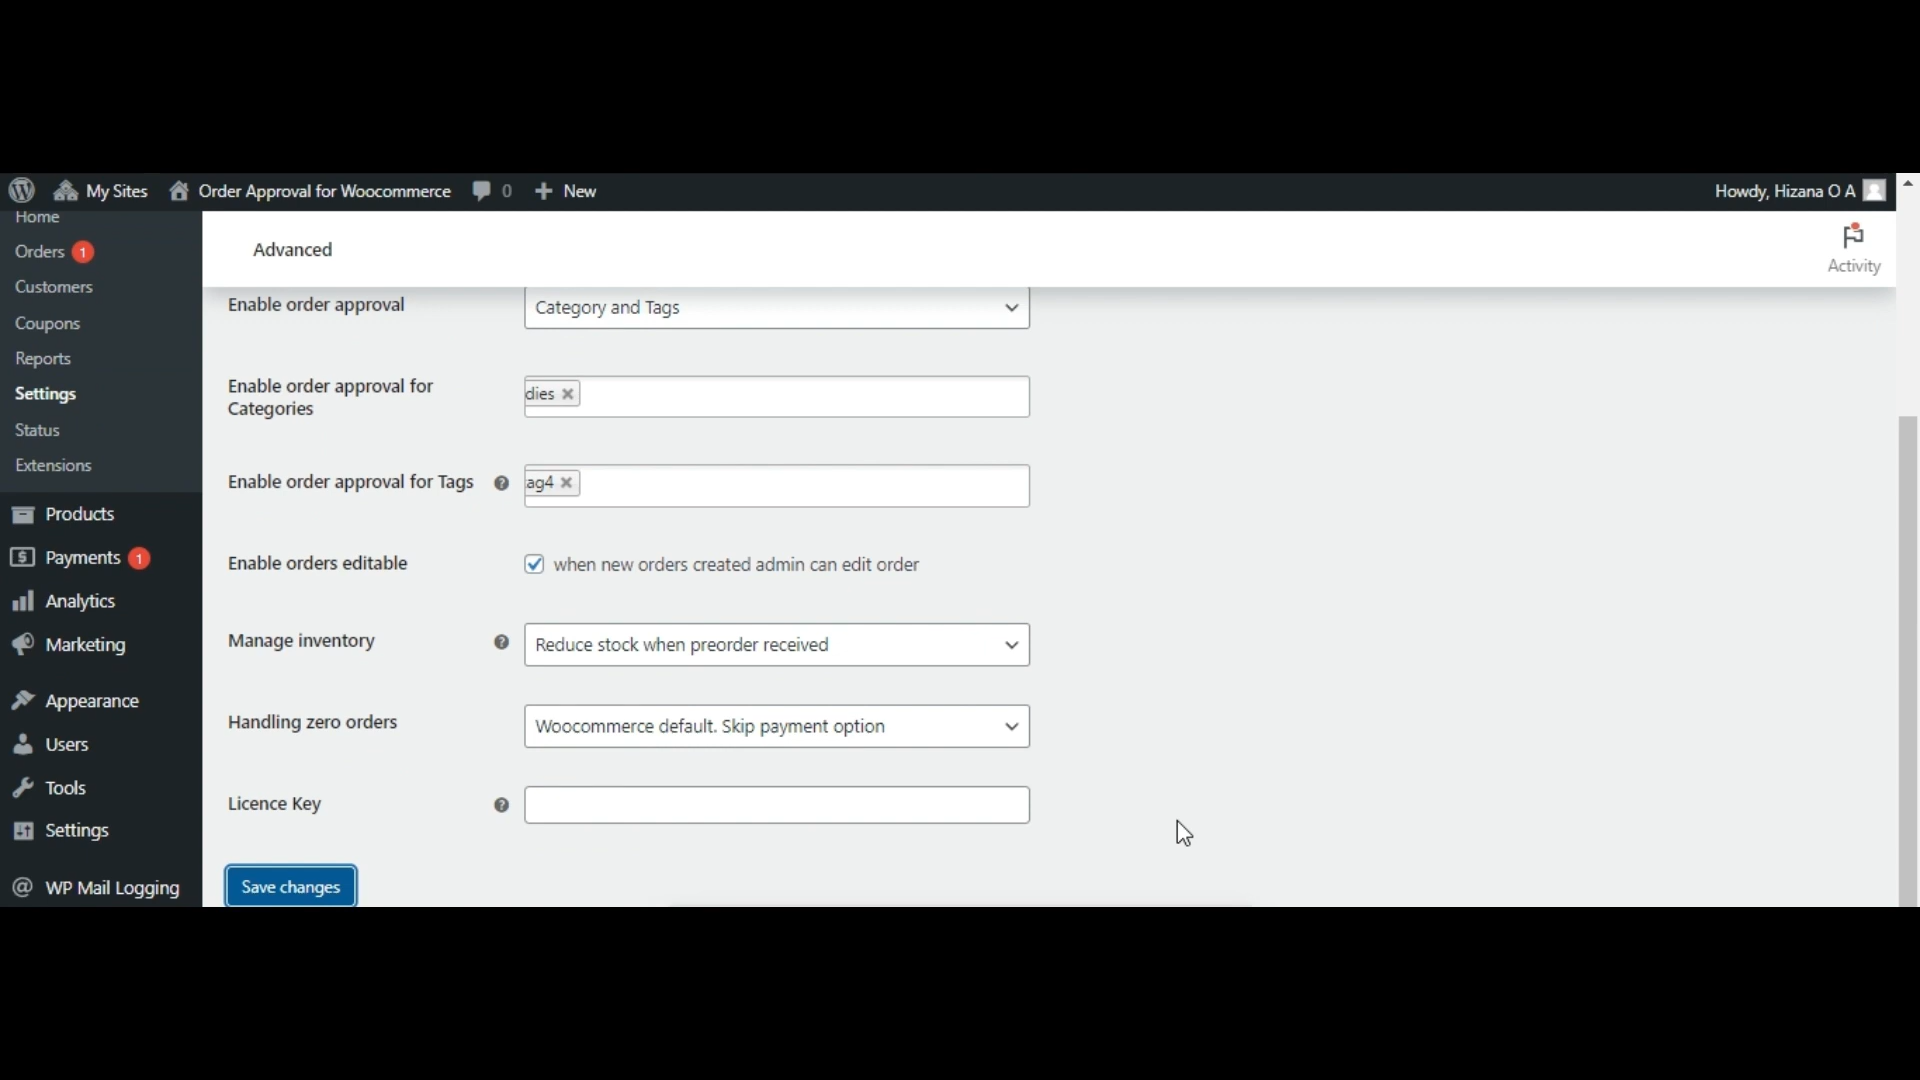 My Sites Order Approval for Woocommerce 0 New Howdy, Hizana O A
Home
Orders 1
Customers
Coupons
Reports
Settings
Status
Extensions
Products
Payments 1
Analytics
Marketing
Appearance
Users
Tools
Settings
WP Mail Logging
Advanced
Activity
Enable order approval
Category and Tags
Enable order approval for
Categories
dies ×
Enable order approval for Tags
ag4 ×
Enable orders editable
when new orders created admin can edit order
Manage inventory
Reduce stock when preorder received
Handling zero orders
Woocommerce default. Skip payment option
Licence Key
Save changes